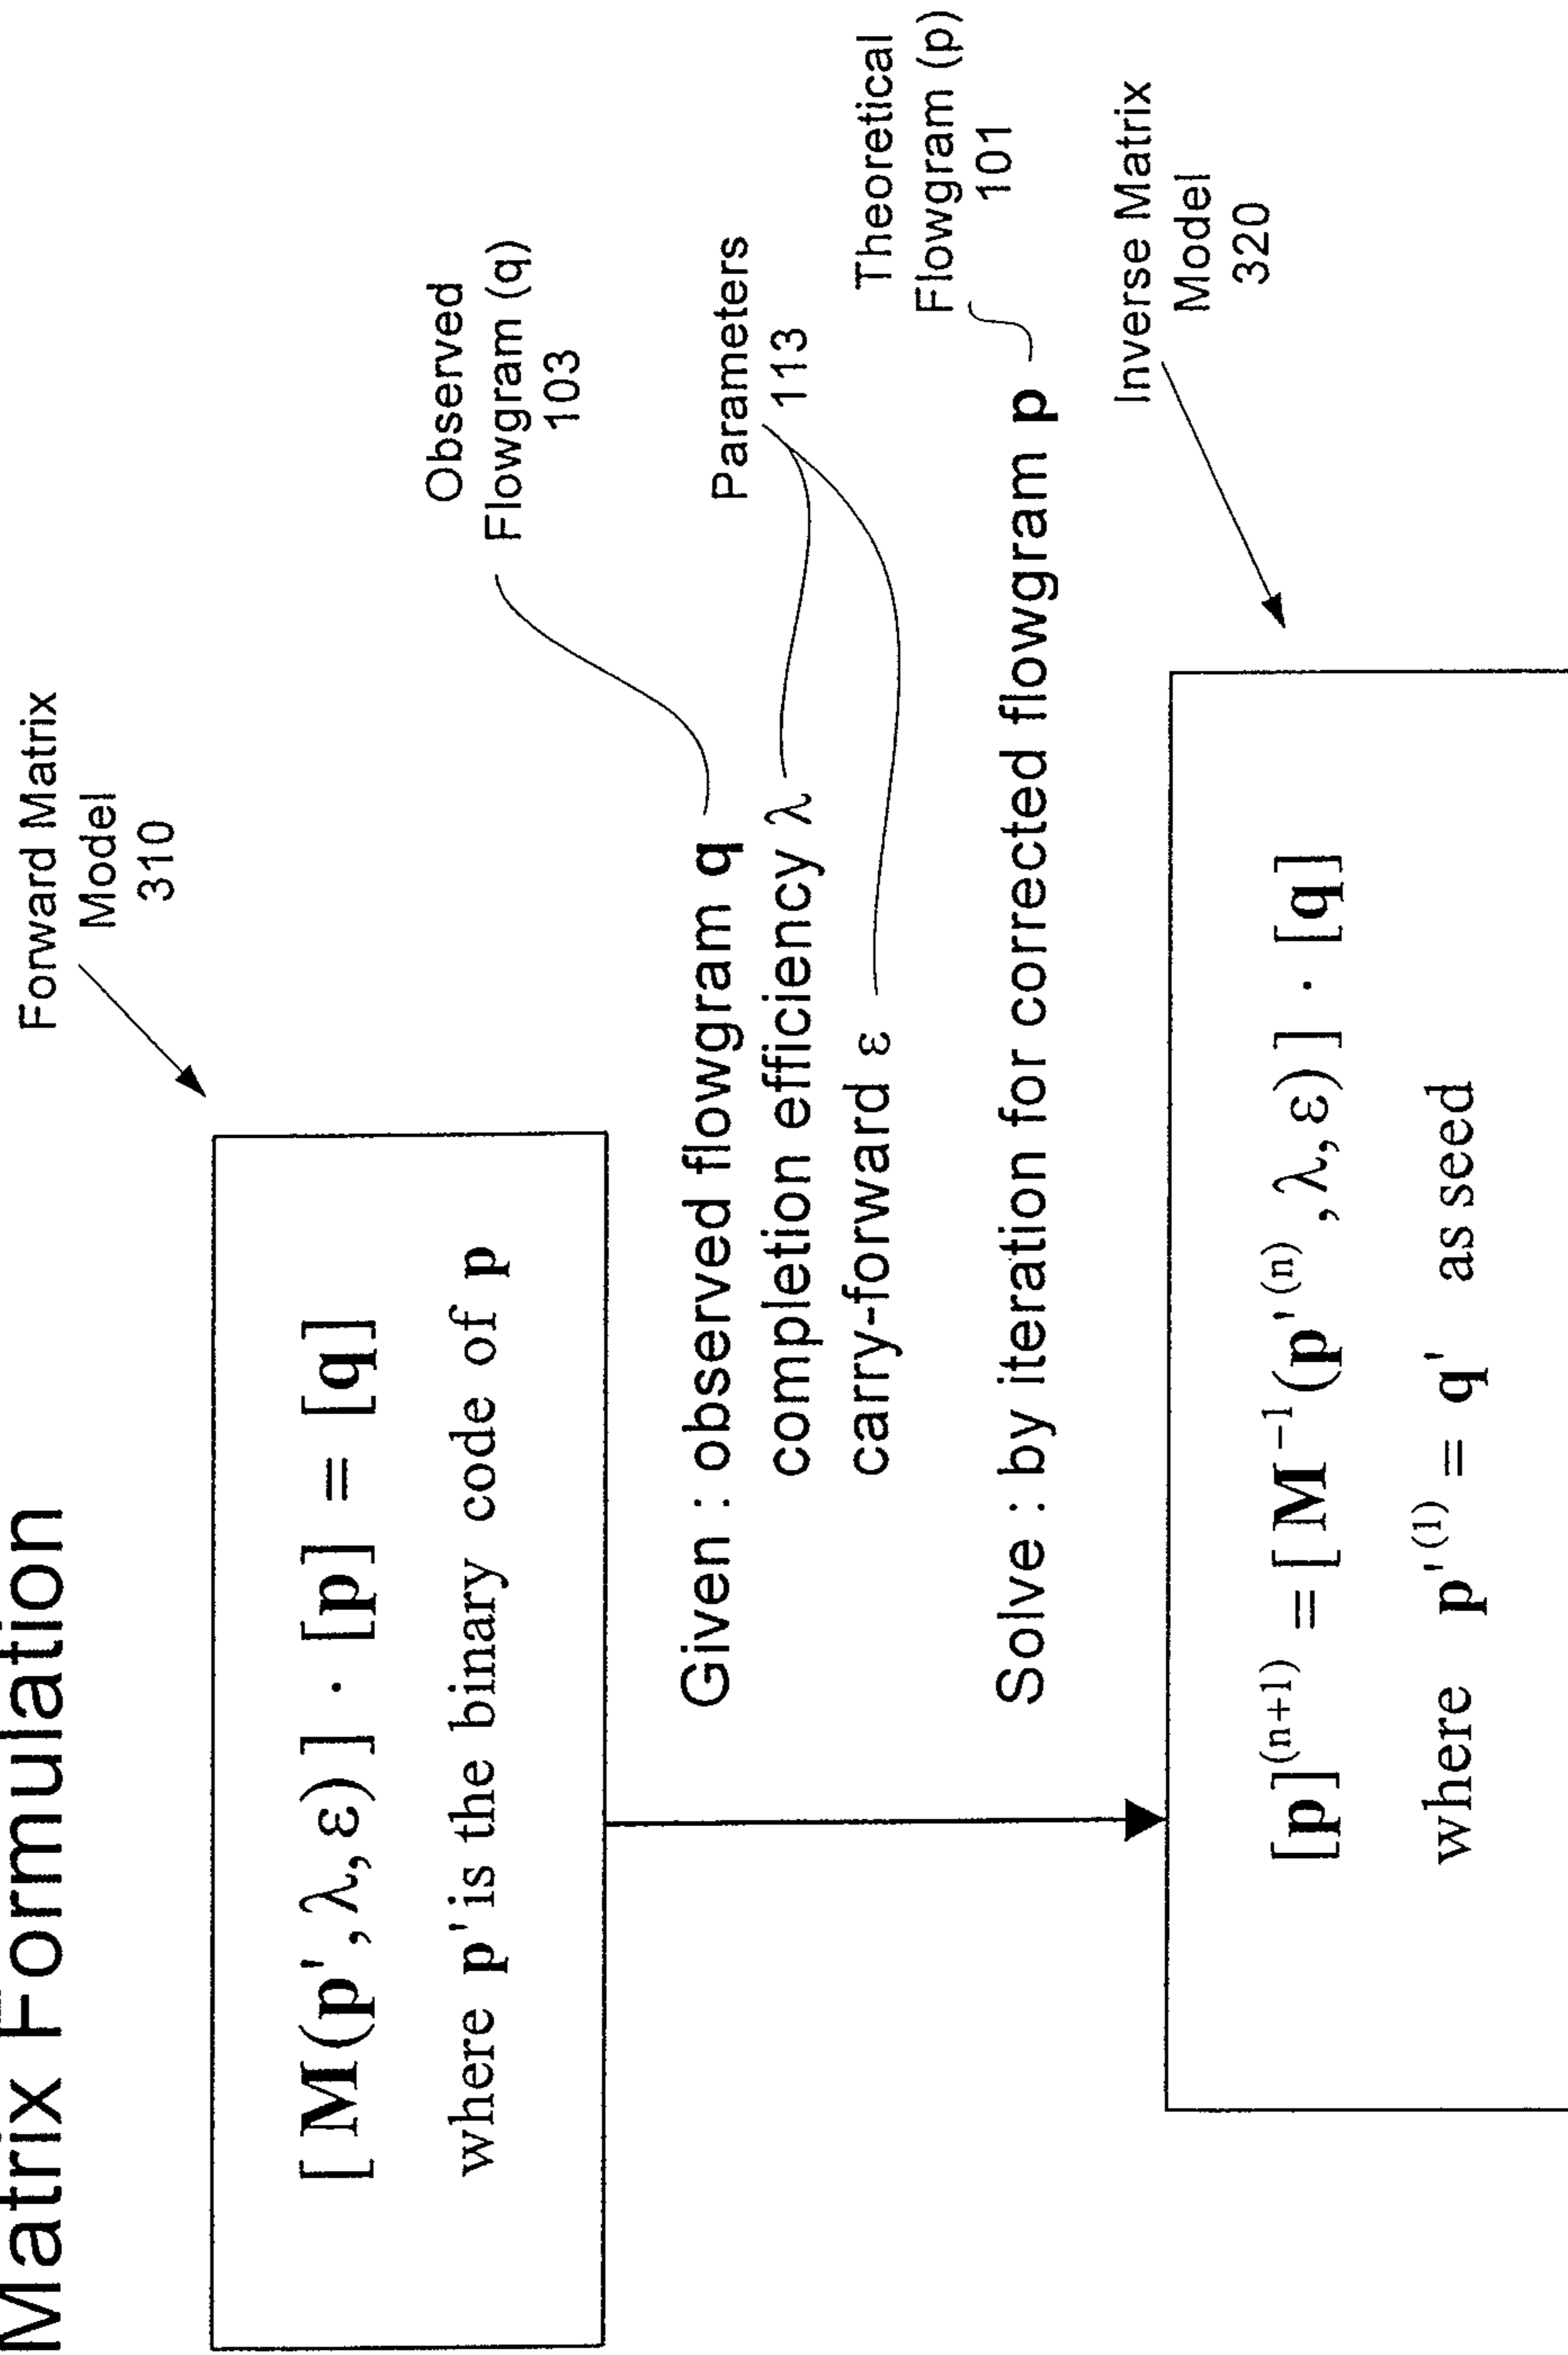 Matrix Formulation
Forward Matrix
Model
310
[ M(p',λ,ε) ] · [p] = [q]
where p' is the binary code of p
Observed
Flowgram (q)
103
Given : observed flowgram q
completion efficiency λ
carry-forward ε
Parameters
113
Theoretical
Flowgram (p)
101
Solve : by iteration for corrected flowgram p
Inverse Matrix
Model
320
[p]⁽ⁿ⁺¹⁾ = [ M⁻¹(p'⁽ⁿ⁾,λ,ε) ] · [q]
where p'⁽¹⁾ = q' as seed